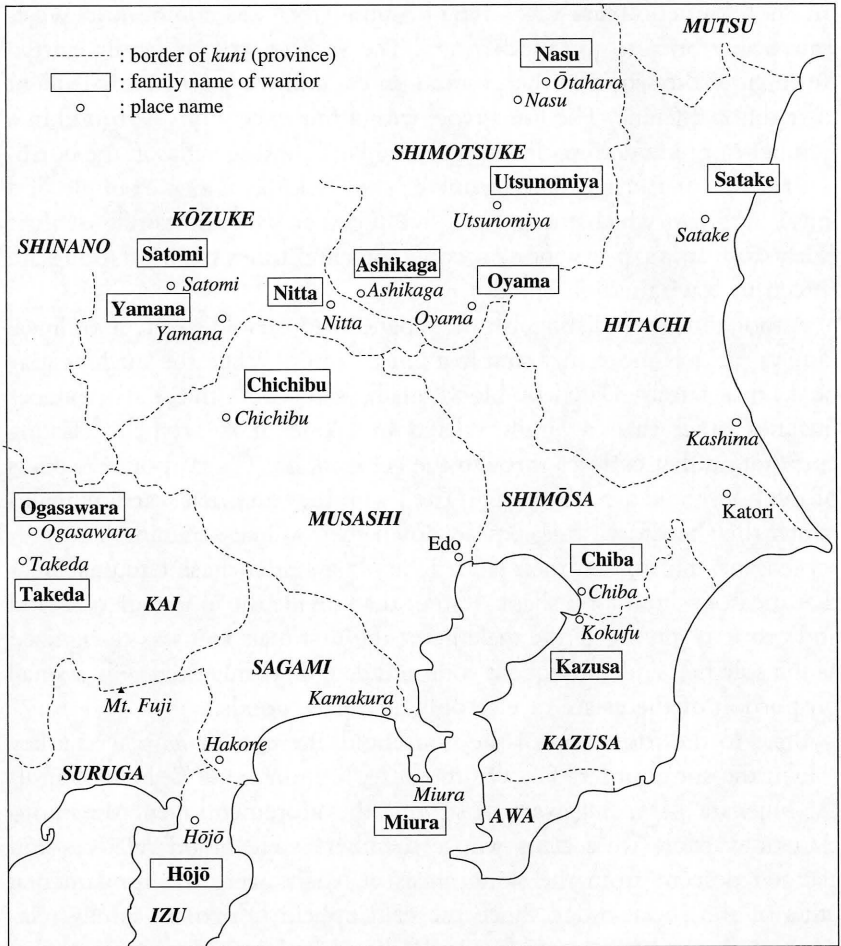 : border of kuni (province)
: family name of warrior
: place name
MUTSU
Nasu
Ōtahara
Nasu
SHIMOTSUKE
Utsunomiya
Utsunomiya
Satake
Satake
KŌZUKE
SHINANO
Satomi
Satomi
Yamana
Yamana
Nitta
Nitta
Ashikaga
Ashikaga
Oyama
Oyama
HITACHI
Chichibu
Chichibu
Kashima
Katori
SHIMŌSA
MUSASHI
Ogasawara
Ogasawara
Takeda
Takeda
KAI
Edo
Chiba
Chiba
Kokufu
Kazusa
SAGAMI
Kamakura
Mt. Fuji
Hakone
SURUGA
KAZUSA
Miura
Miura
AWA
Hōjō
Hōjō
IZU